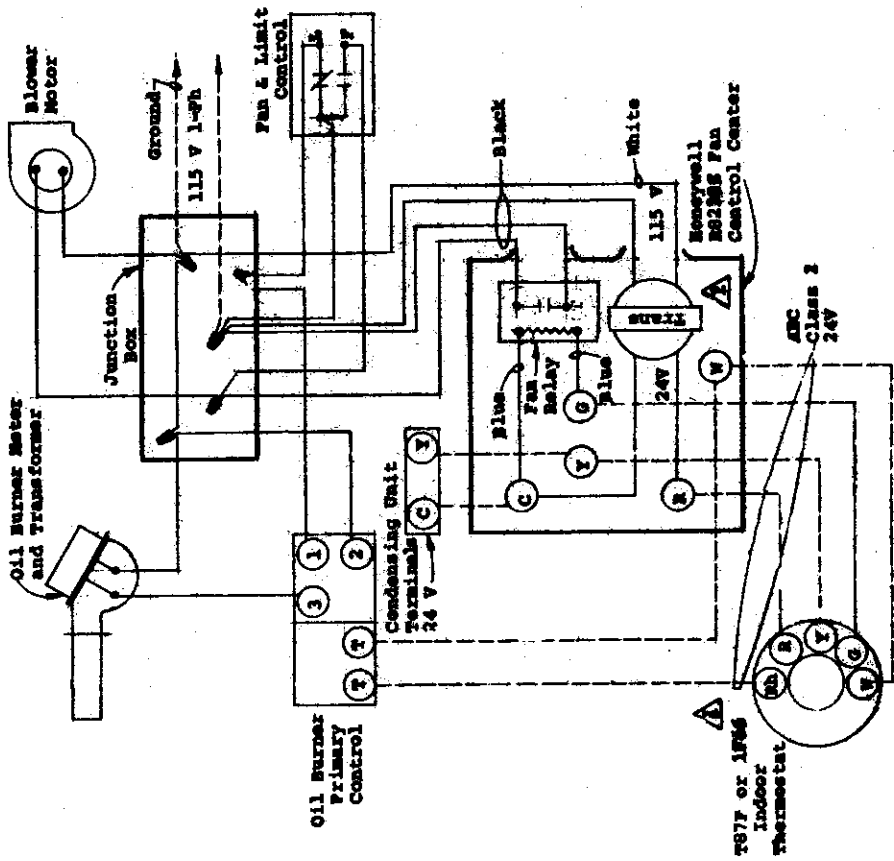 Blower
Motor
Ground
115 V 1-Ph
Fan & Limit
Control
L
F
Junction
Box
Black
White
115 V
Honeywell
Fan
Control Center
Oil Burner Motor
and Transformer
1
2
3
T
T
Oil Burner
Primary
Control
Condensing Unit
Terminals
24 V
C
Y
Blue
Fan
Relay
Blue
G
Trans
24V
C
Y
R
W
Class 2
24V
Rh
R
Y
G
W
T87F or
Indoor
Thermostat